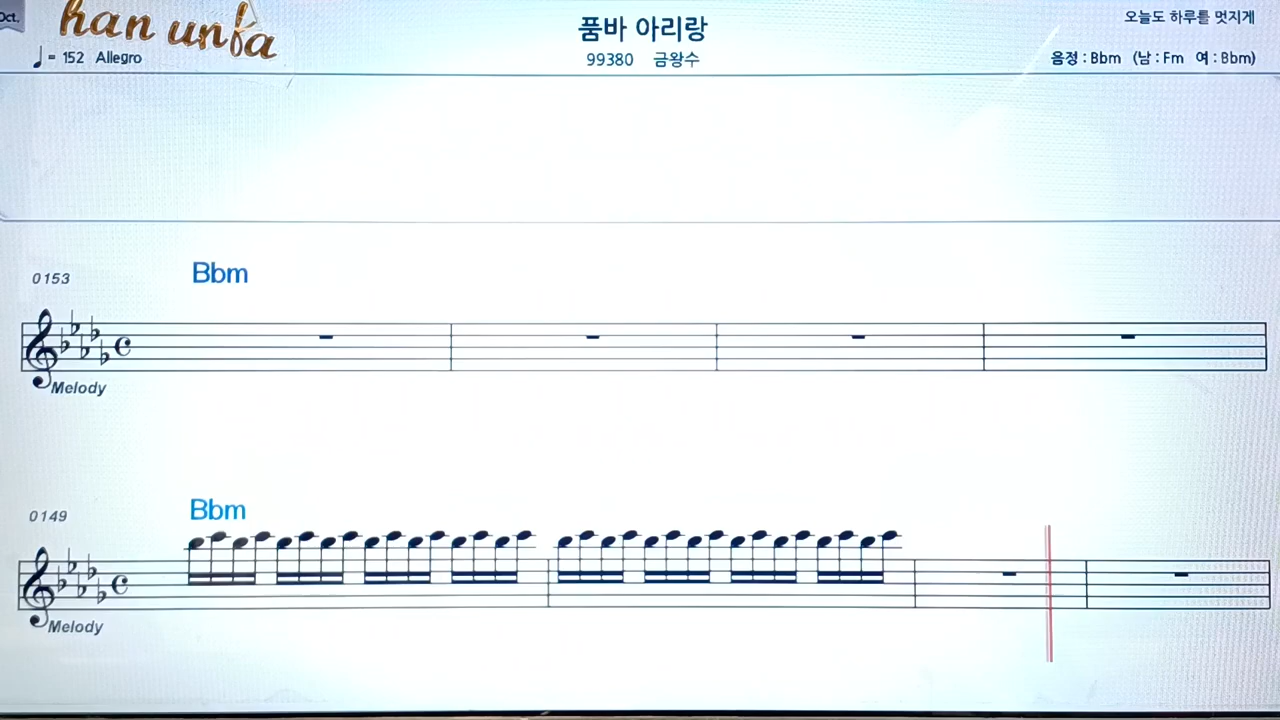 Oct.
han unfa
♩= 152 Allegro
품바 아리랑
99380 금왕수
오늘도 하루를 멋지게
음정 : Bbm (남 : Fm 여 : Bbm)
0153
Bbm
Melody
0149
Bbm
Melody